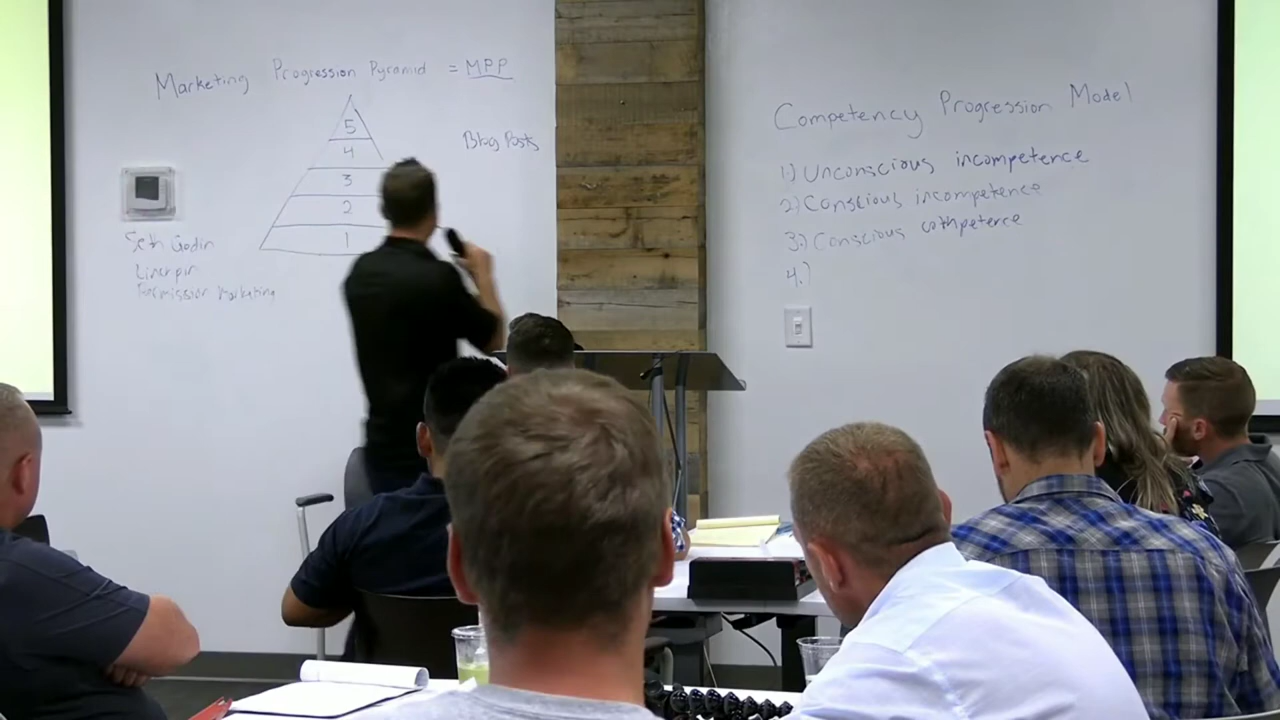 Marketing Progression Pyramid = MPP
5
4
3
2
1
Blog Posts
Seth Godin
Linchpin
Permission Marketing
Competency Progression Model
1.) Unconscious incompetence
2.) Conscious incompetence
3.) Conscious competence
4.)